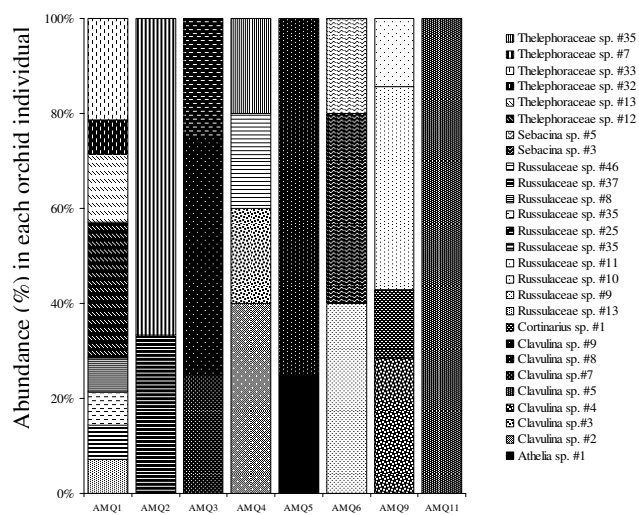 Abundance (%) in each orchid individual
100%
80%
60%
40%
20%
0%
AMQ1 AMQ2 AMQ3 AMQ4 AMQ5 AMQ6 AMQ9 AMQ11
Thelephoraceae sp. #35
Thelephoraceae sp. #7
Thelephoraceae sp. #33
Thelephoraceae sp. #32
Thelephoraceae sp. #13
Thelephoraceae sp. #12
Sebacina sp. #5
Sebacina sp. #3
Russulaceae sp. #46
Russulaceae sp. #37
Russulaceae sp. #8
Russulaceae sp. #35
Russulaceae sp. #25
Russulaceae sp. #35
Russulaceae sp. #11
Russulaceae sp. #10
Russulaceae sp. #9
Russulaceae sp. #13
Cortinarius sp. #1
Clavulina sp. #9
Clavulina sp. #8
Clavulina sp.#7
Clavulina sp. #5
Clavulina sp. #4
Clavulina sp.#3
Clavulina sp. #2
Athelia sp. #1